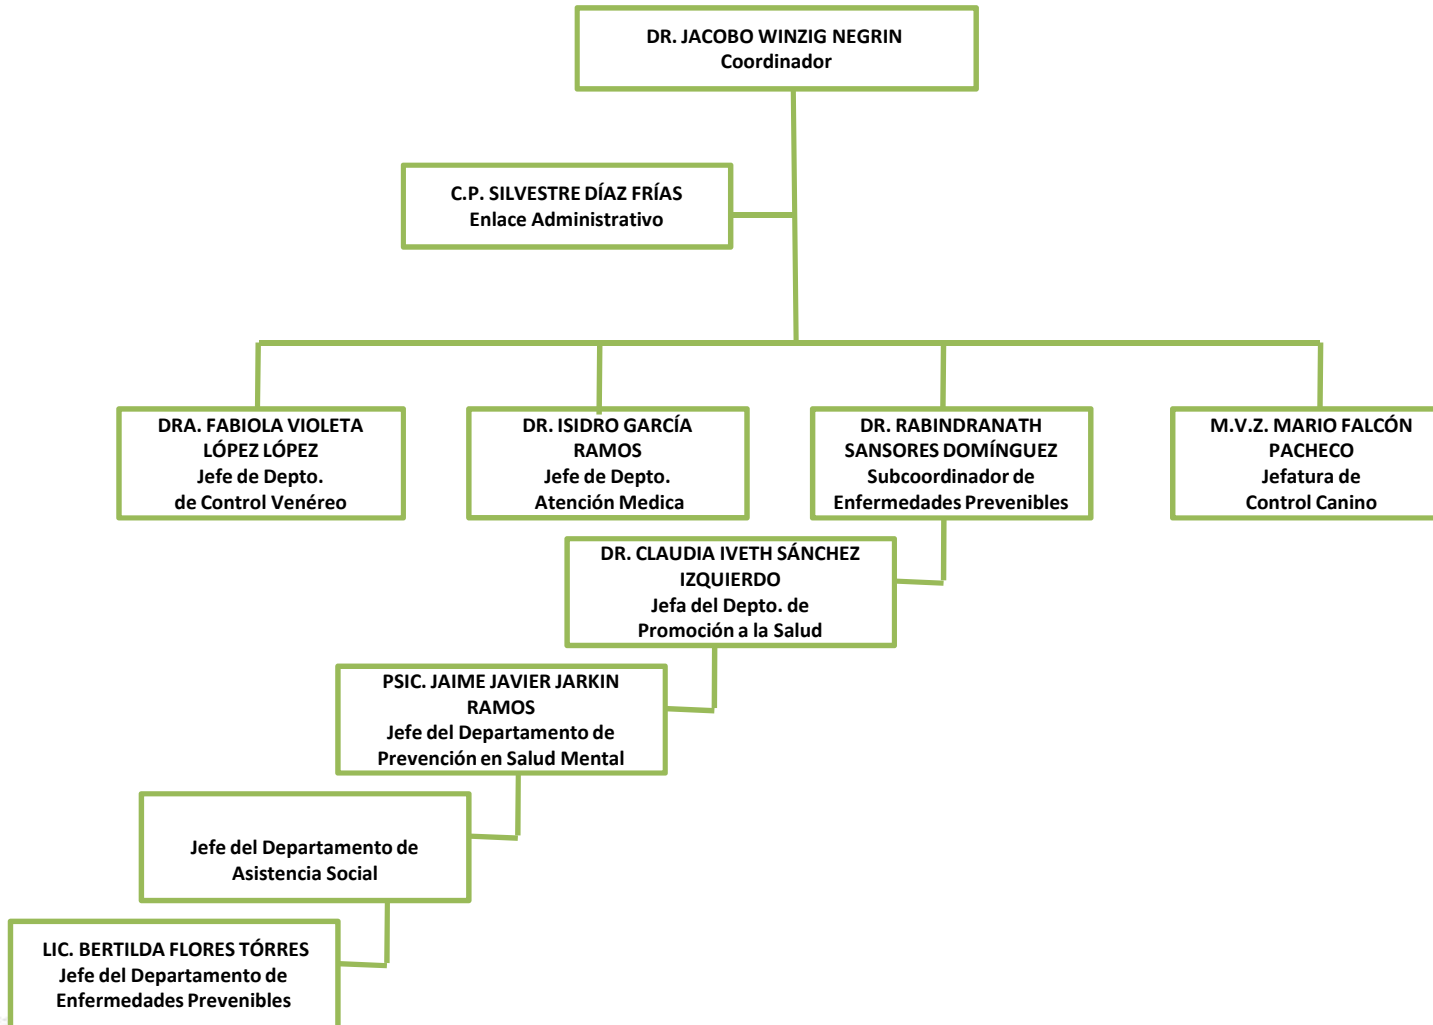 DR. JACOBO WINZIG NEGRIN
Coordinador
C.P. SILVESTRE DÍAZ FRÍAS
Enlace Administrativo
DRA. FABIOLA VIOLETA
LÓPEZ LÓPEZ
Jefe de Depto.
de Control Venéreo
DR. ISIDRO GARCÍA
RAMOS
Jefe de Depto.
Atención Medica
DR. RABINDRANATH
SANSORES DOMÍNGUEZ
Subcoordinador de
Enfermedades Prevenibles
M.V.Z. MARIO FALCÓN
PACHECO
Jefatura de
Control Canino
DR. CLAUDIA IVETH SÁNCHEZ
IZQUIERDO
Jefa del Depto. de
Promoción a la Salud
PSIC. JAIME JAVIER JARKIN
RAMOS
Jefe del Departamento de
Prevención en Salud Mental
Jefe del Departamento de
Asistencia Social
LIC. BERTILDA FLORES TÓRRES
Jefe del Departamento de
Enfermedades Prevenibles